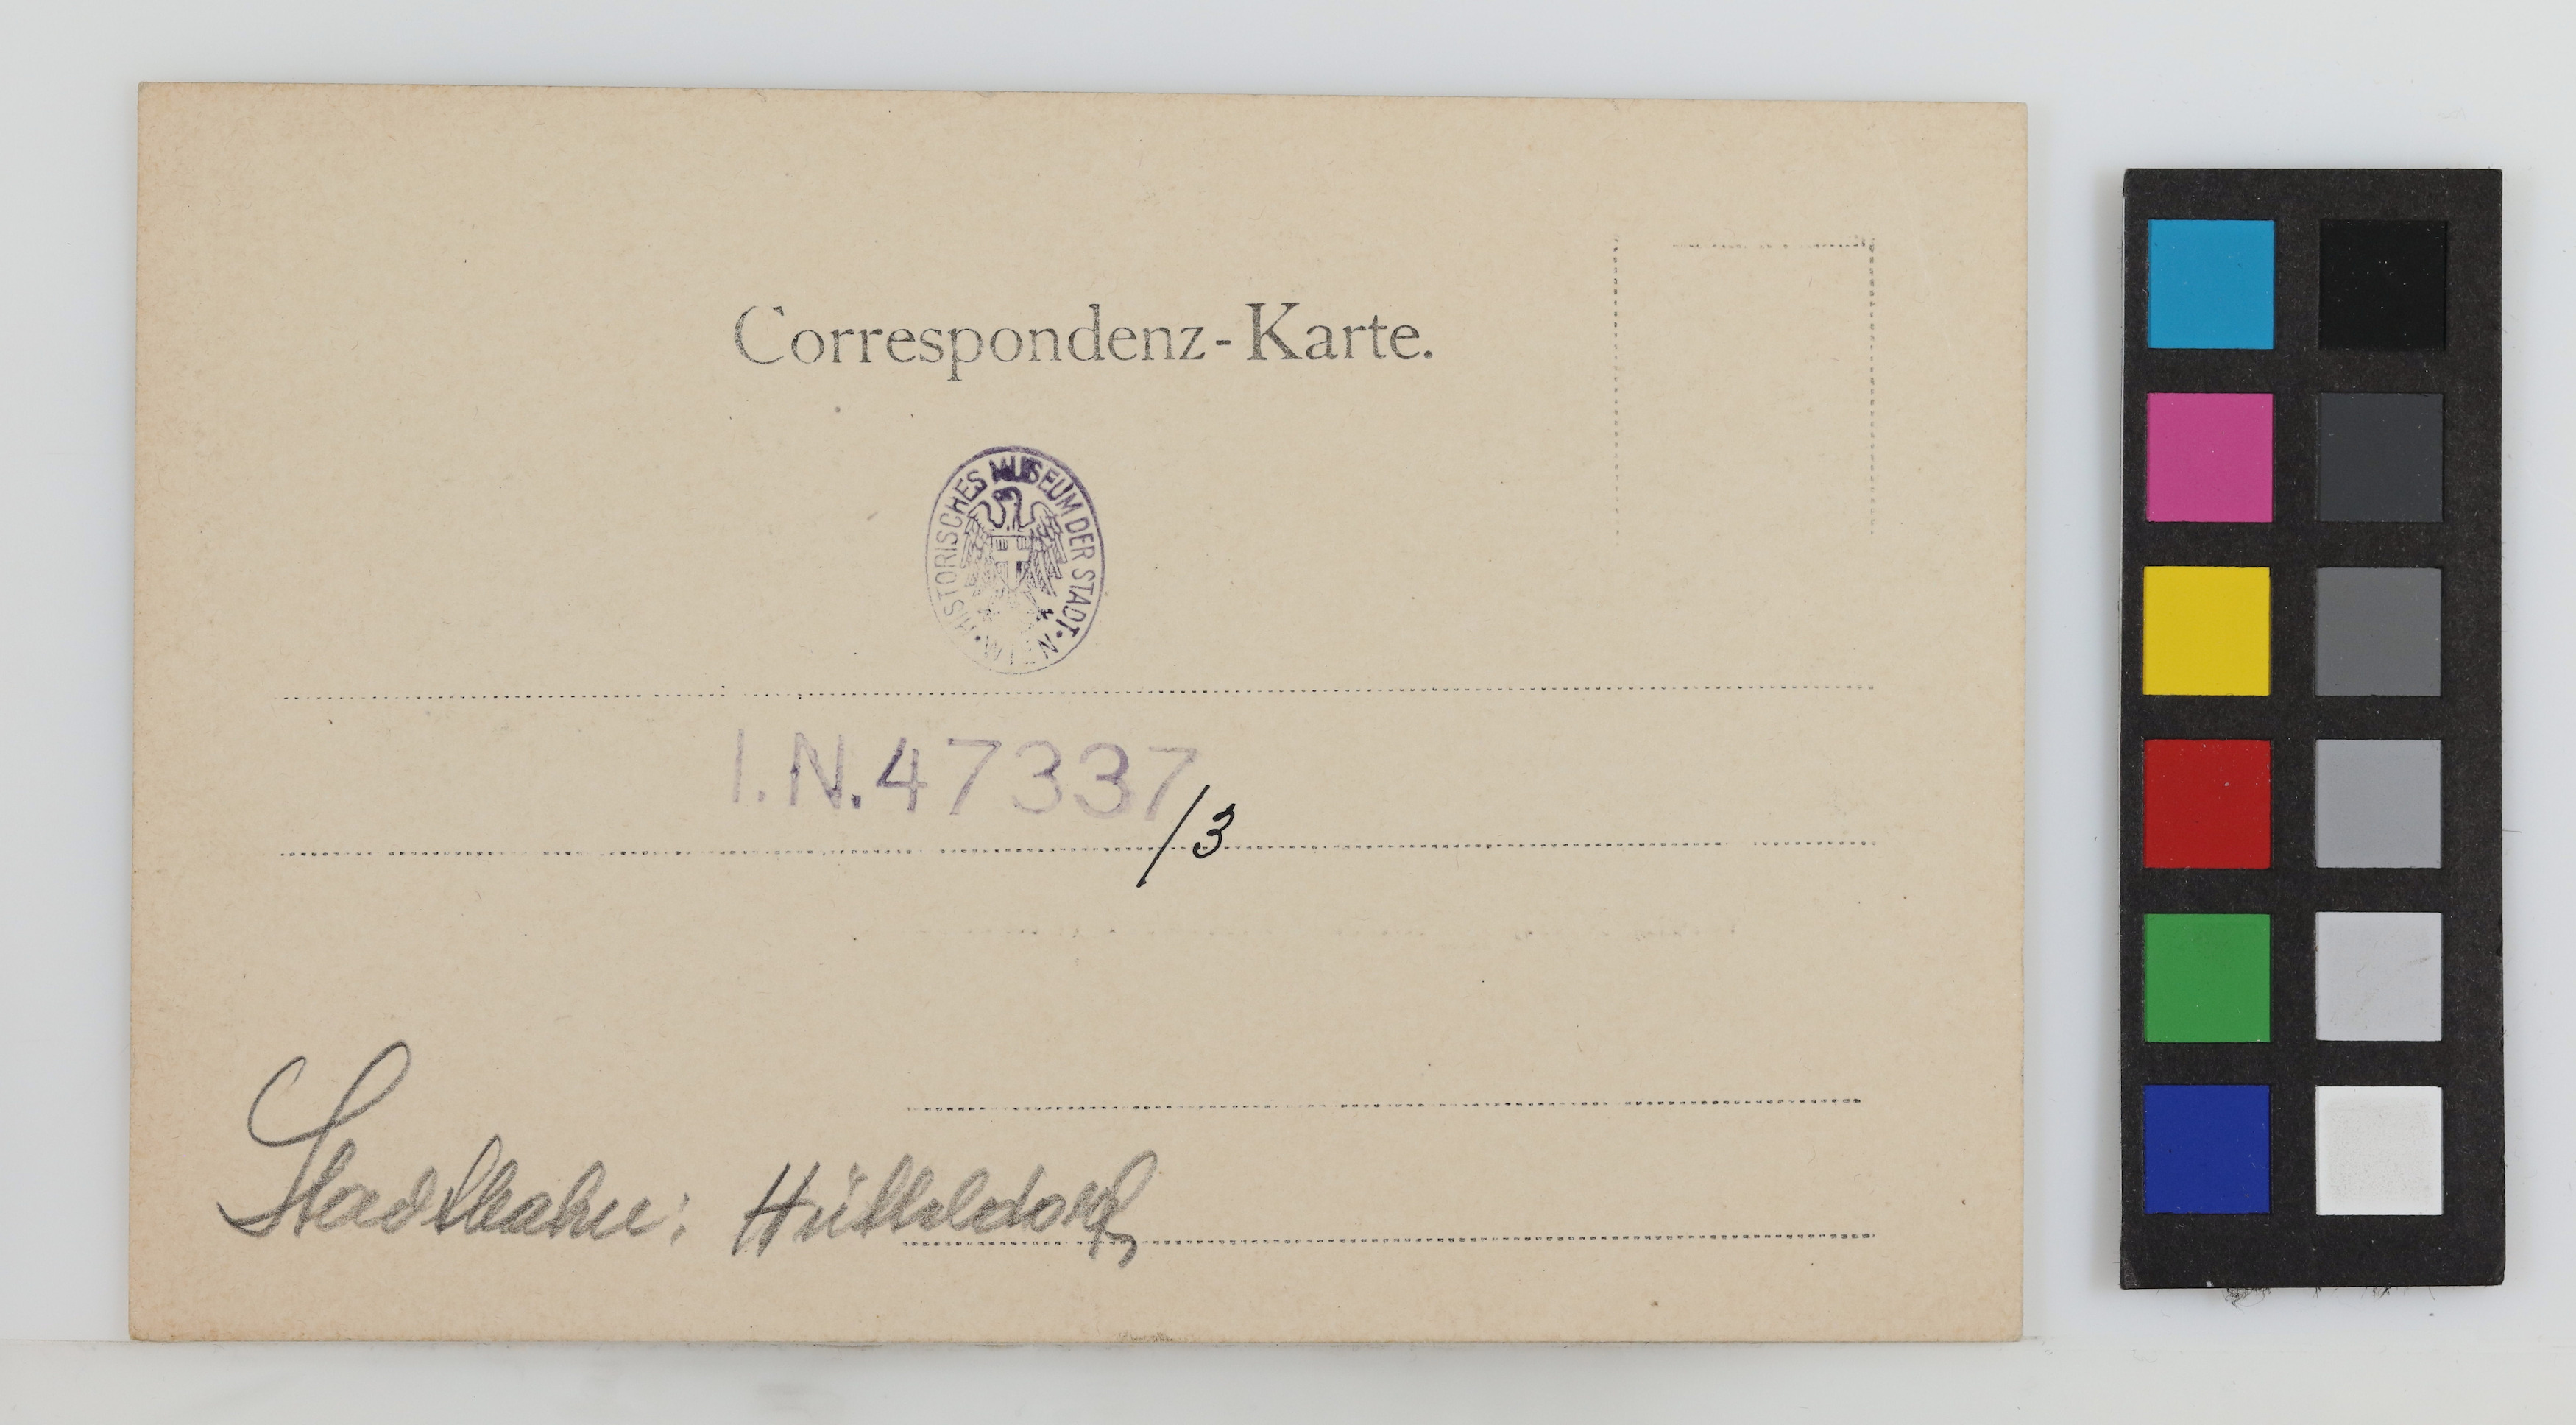 Correspondenz-Karte.
HISTORISCHES MUSEUM DER STADT • WIEN •
I.N.47337/3
Stadtbahn: Hütteldorf